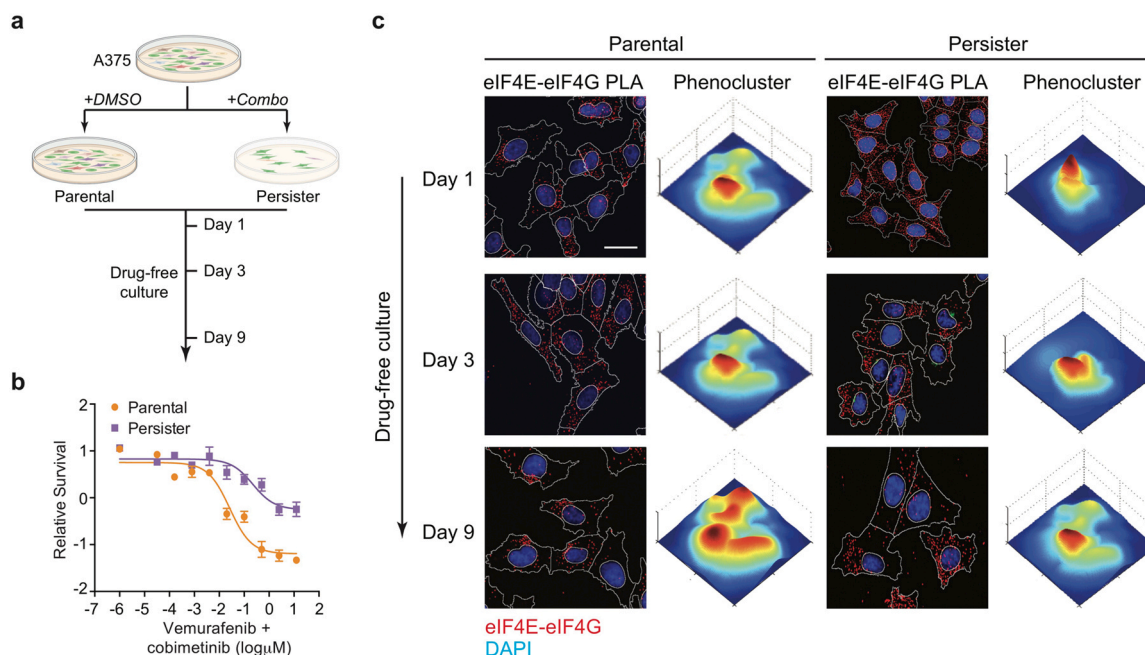 a
A375
+DMSO
+Combo
Parental
Persister
Day 1
Drug-free
culture
Day 3
Day 9
b
Parental
Persister
Relative Survival
2
1
0
-1
-2
-7 -6 -5 -4 -3 -2 -1 0 1 2
Vemurafenib +
cobimetinib (logμM)
c
Parental
Persister
eIF4E-eIF4G PLA
Phenocluster
eIF4E-eIF4G PLA
Phenocluster
Drug-free culture
Day 1
Day 3
Day 9
eIF4E-eIF4G
DAPI